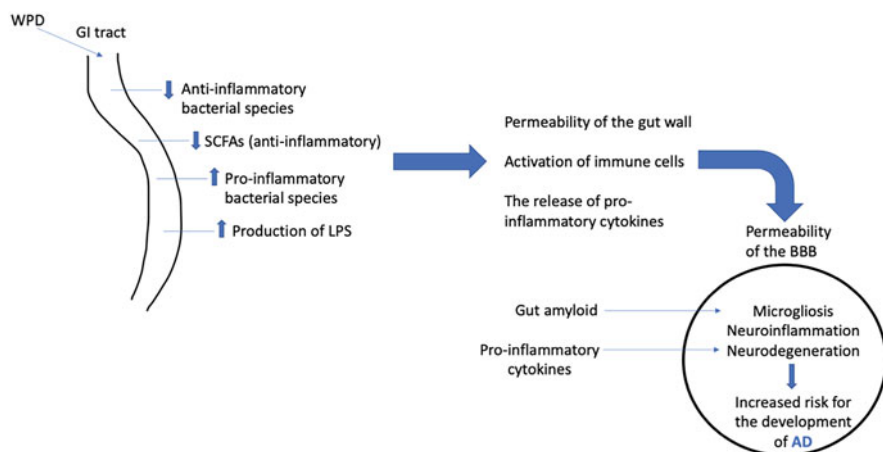 WPD
GI tract
Anti-inflammatory
bacterial species
SCFAs (anti-inflammatory)
Pro-inflammatory
bacterial species
Production of LPS
Permeability of the gut wall
Activation of immune cells
The release of pro-
inflammatory cytokines
Permeability
of the BBB
Gut amyloid
Pro-inflammatory
cytokines
Microgliosis
Neuroinflammation
Neurodegeneration
Increased risk for
the development
of AD